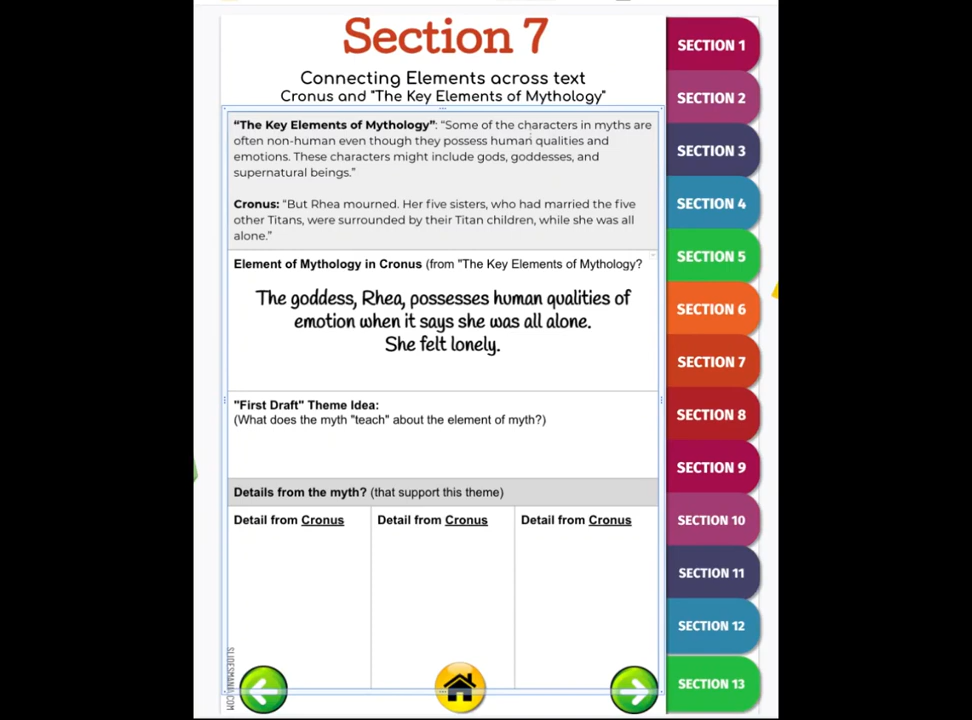 Section 7
Connecting Elements across text
Cronus and "The Key Elements of Mythology"
“The Key Elements of Mythology”: “Some of the characters in myths are
often non-human even though they possess human qualities and
emotions. These characters might include gods, goddesses, and
supernatural beings.”
Cronus: “But Rhea mourned. Her five sisters, who had married the five
other Titans, were surrounded by their Titan children, while she was all
alone.”
Element of Mythology in Cronus (from "The Key Elements of Mythology?
The goddess, Rhea, possesses human qualities of
emotion when it says she was all alone.
She felt lonely.
"First Draft" Theme Idea:
(What does the myth "teach" about the element of myth?)
Details from the myth? (that support this theme)
Detail from Cronus
Detail from Cronus
Detail from Cronus
SLIDESMANIA.COM
SECTION 1
SECTION 2
SECTION 3
SECTION 4
SECTION 5
SECTION 6
SECTION 7
SECTION 8
SECTION 9
SECTION 10
SECTION 11
SECTION 12
SECTION 13